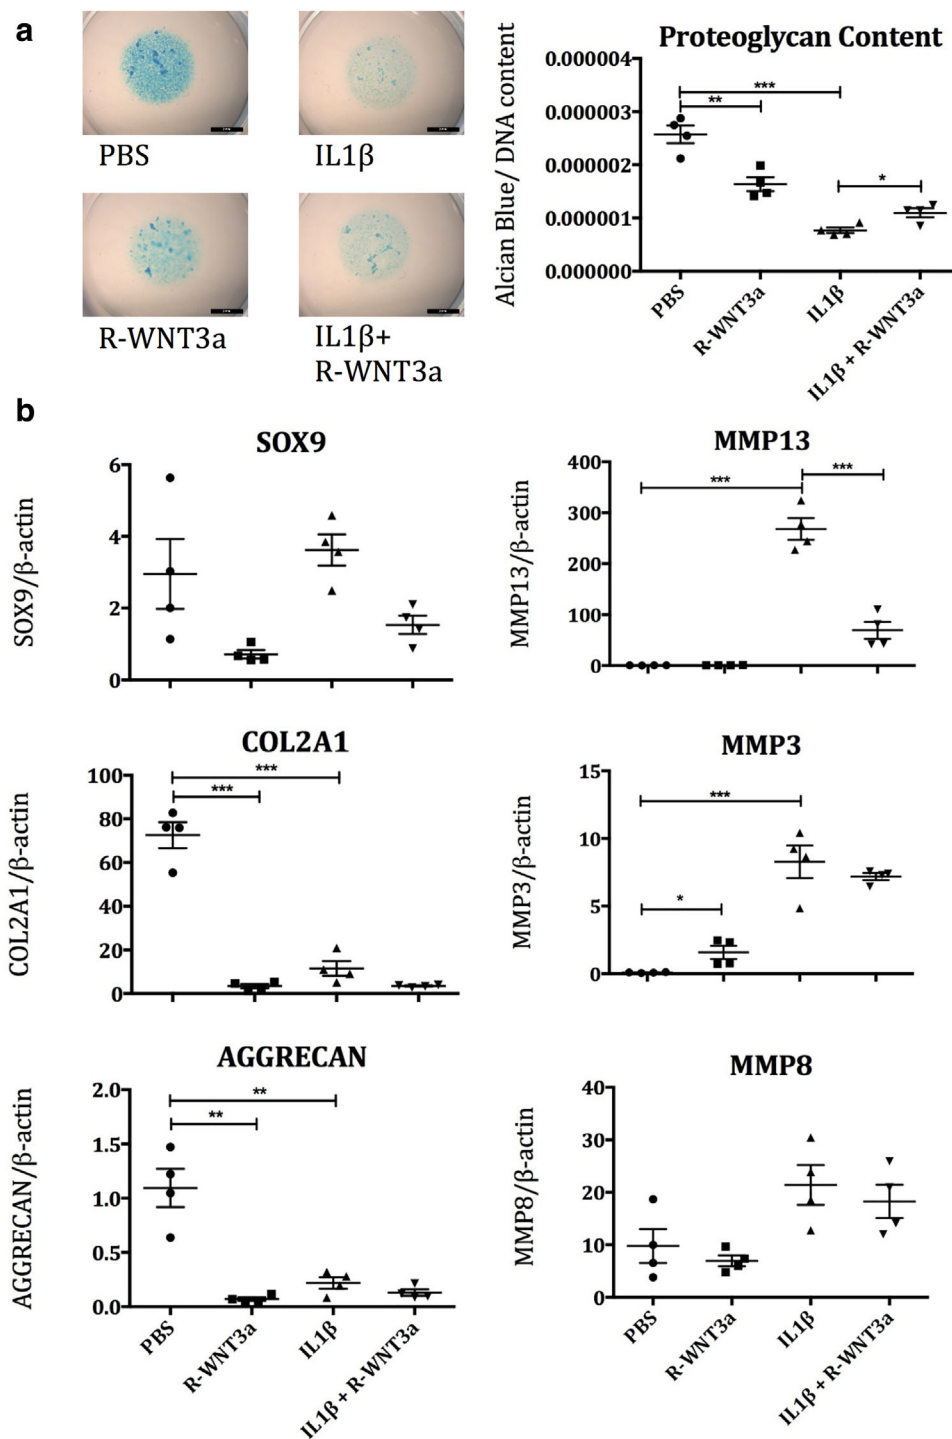 a
PBS
IL1β
R-WNT3a
IL1β+
R-WNT3a
Proteoglycan Content
Alcian Blue/ DNA content
0.000004
0.000003
0.000002
0.000001
0.000000
***
**
*
PBS
R-WNT3a
IL1β
IL1β + R-WNT3a
b
SOX9
SOX9/β-actin
6
4
2
0
MMP13
MMP13/β-actin
400
300
200
100
0
***
***
COL2A1
COL2A1/β-actin
100
80
60
40
20
0
***
***
MMP3
MMP3/β-actin
15
10
5
0
***
*
AGGRECAN
AGGRECAN/β-actin
2.0
1.5
1.0
0.5
0.0
**
**
PBS
R-WNT3a
IL1β
IL1β + R-WNT3a
MMP8
MMP8/β-actin
40
30
20
10
0
PBS
R-WNT3a
IL1β
IL1β + R-WNT3a